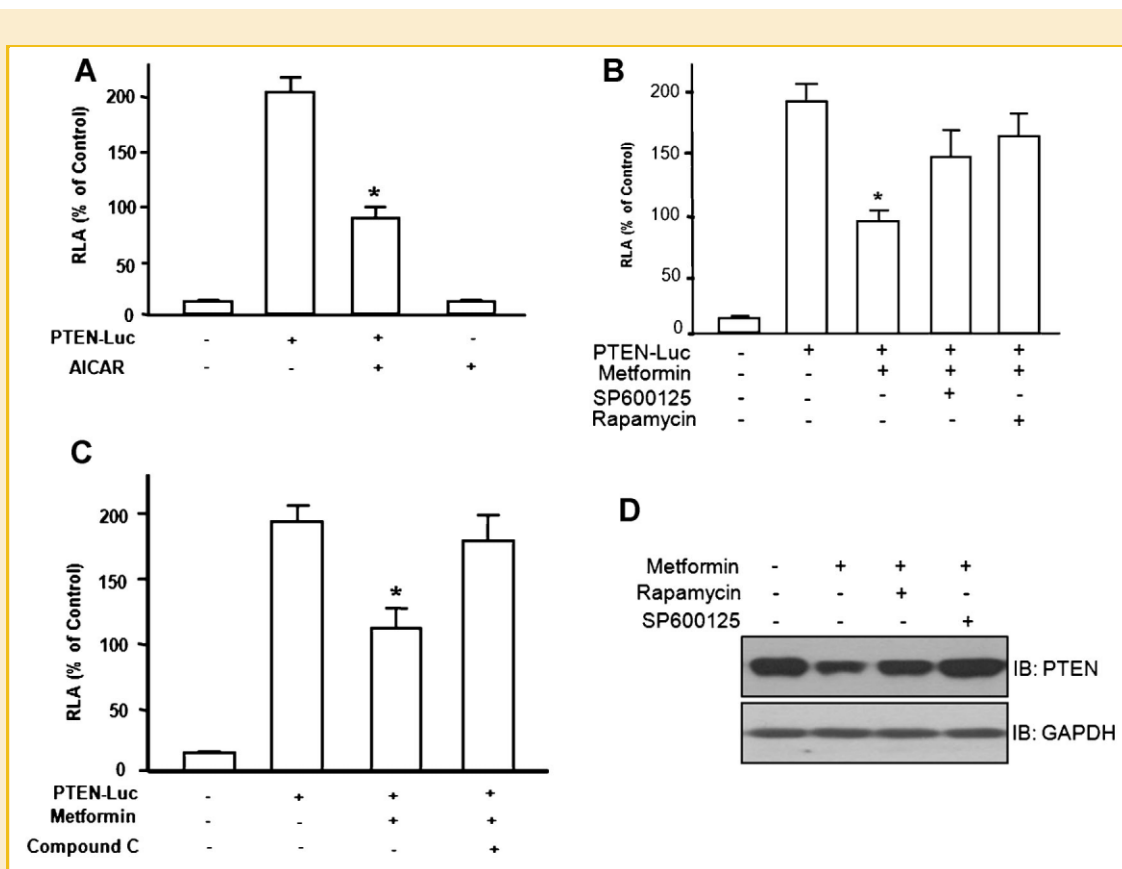 A
RLA (% of Control)
200
150
100
50
0
*
PTEN-Luc - + + -
AICAR - - + +
B
RLA (% of Control)
200
150
100
50
0
*
PTEN-Luc - + + + +
Metformin - - + + +
SP600125 - - - + -
Rapamycin - - - - +
C
RLA (% of Control)
200
150
100
50
0
*
PTEN-Luc - + + +
Metformin - - + +
Compound C - - - +
D
Metformin - + + +
Rapamycin - - + -
SP600125 - - - +
IB: PTEN
IB: GAPDH